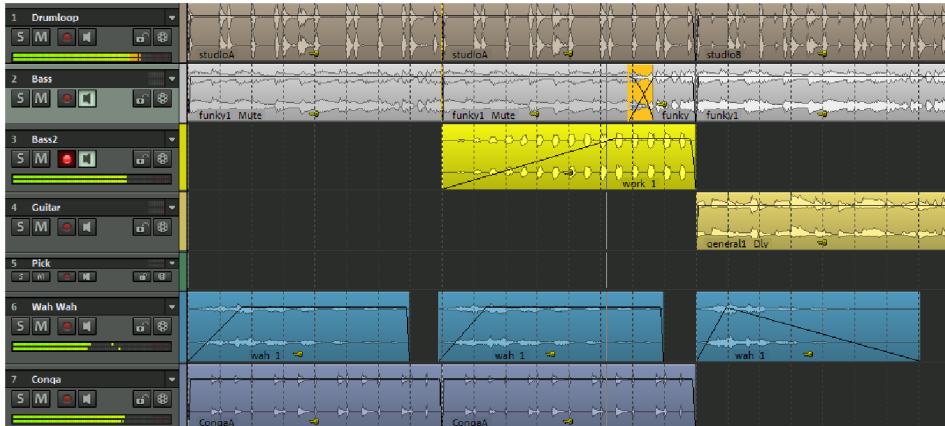 1 Drumloop
S M
studioA studioA studioB
2 Bass
S M
funky1 Mute funky1 Mute funky funky1
3 Bass2
S M
work 1
4 Guitar
S M
general1 Dly
5 Pick
S M
6 Wah Wah
S M
wah 1 wah 1 wah 1
7 Conga
S M
CongaA CongaA